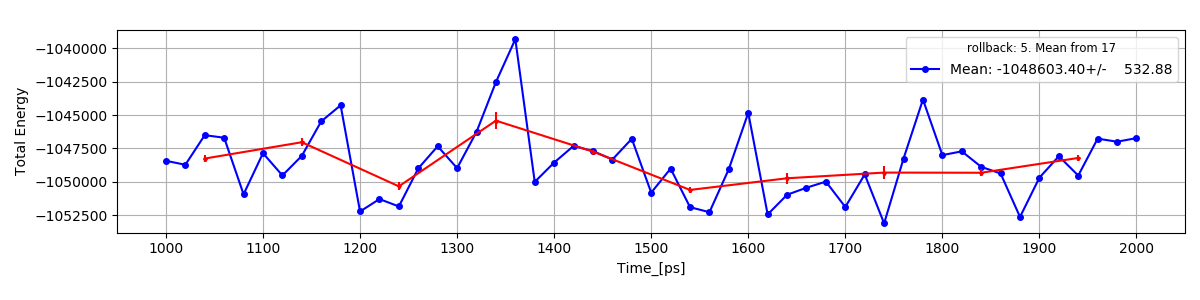 rollback: 5. Mean from 17
Mean: -1048603.40+/-    532.88
Total Energy
−1040000
−1042500
−1045000
−1047500
−1050000
−1052500
1000 1100 1200 1300 1400 1500 1600 1700 1800 1900 2000
Time_[ps]